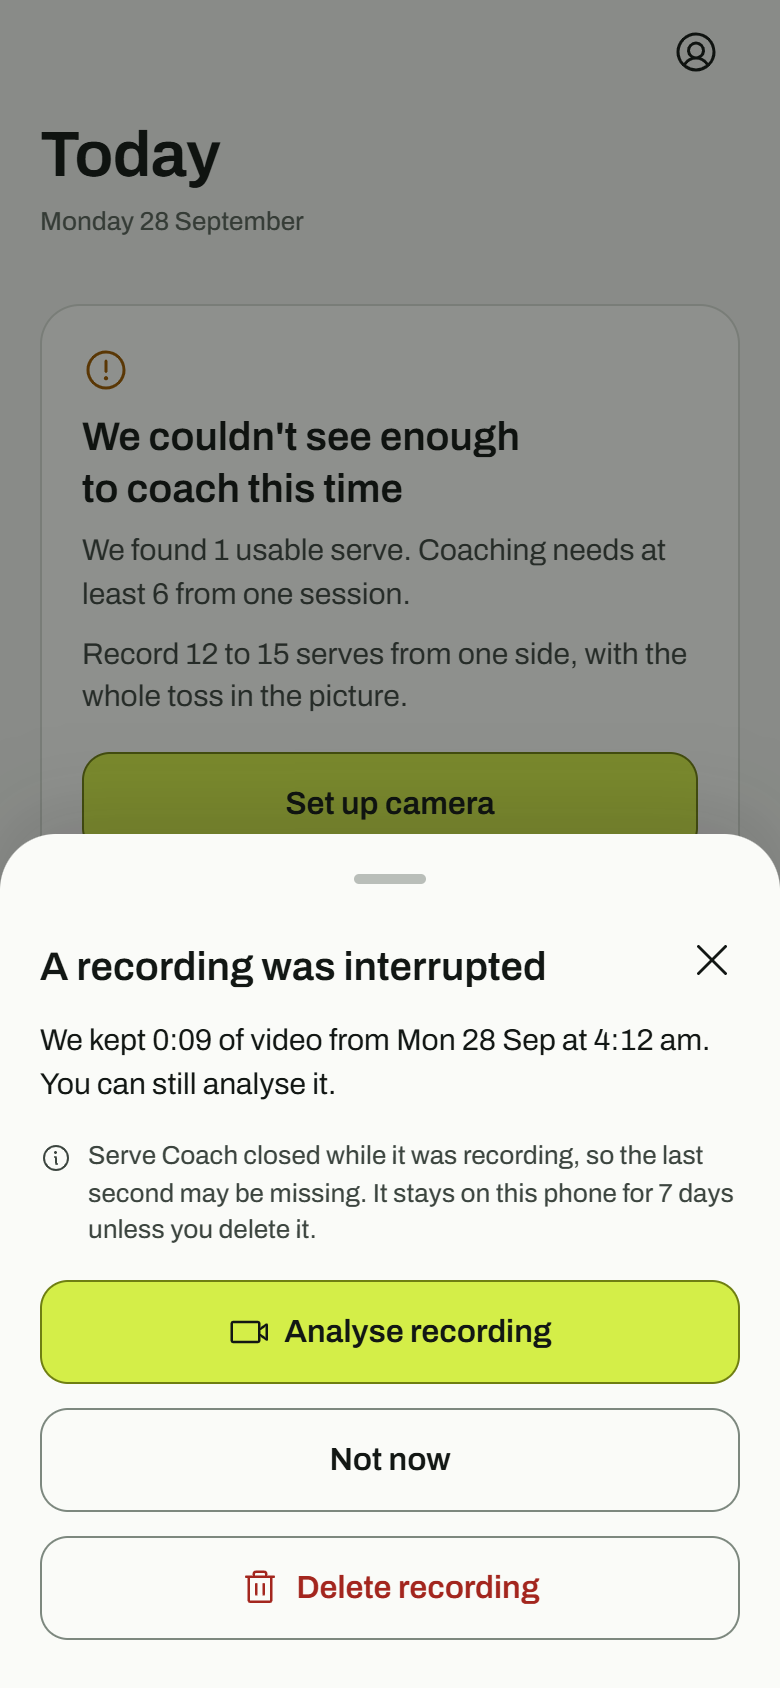 Today
Monday 28 September
We couldn't see enough
to coach this time
We found 1 usable serve. Coaching needs at
least 6 from one session.
Record 12 to 15 serves from one side, with the
whole toss in the picture.
Set up camera
A recording was interrupted
We kept 0:09 of video from Mon 28 Sep at 4:12 am.
You can still analyse it.
Serve Coach closed while it was recording, so the last
second may be missing. It stays on this phone for 7 days
unless you delete it.
Analyse recording
Not now
Delete recording